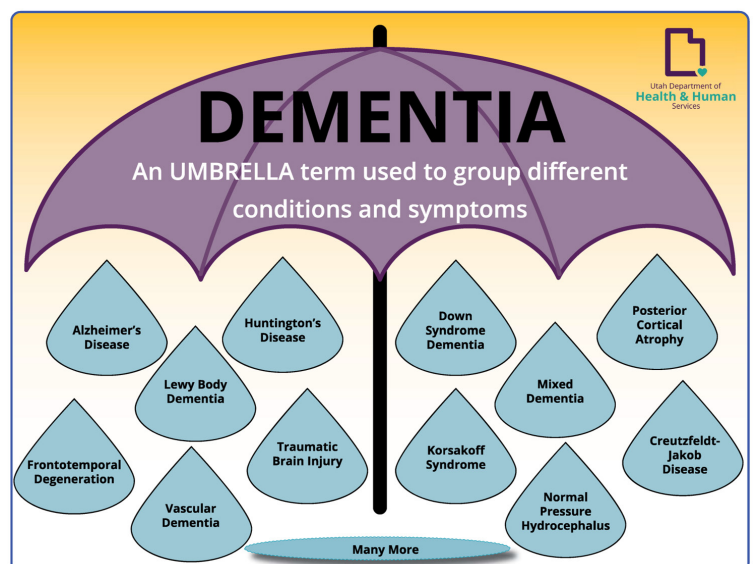 Utah Department of
Health & Human
Services
DEMENTIA
An UMBRELLA term used to group different
conditions and symptoms
Alzheimer's
Disease
Huntington's
Disease
Down
Syndrome
Dementia
Posterior
Cortical
Atrophy
Lewy Body
Dementia
Mixed
Dementia
Frontotemporal
Degeneration
Traumatic
Brain Injury
Korsakoff
Syndrome
Creutzfeldt-
Jakob
Disease
Vascular
Dementia
Normal
Pressure
Hydrocephalus
Many More